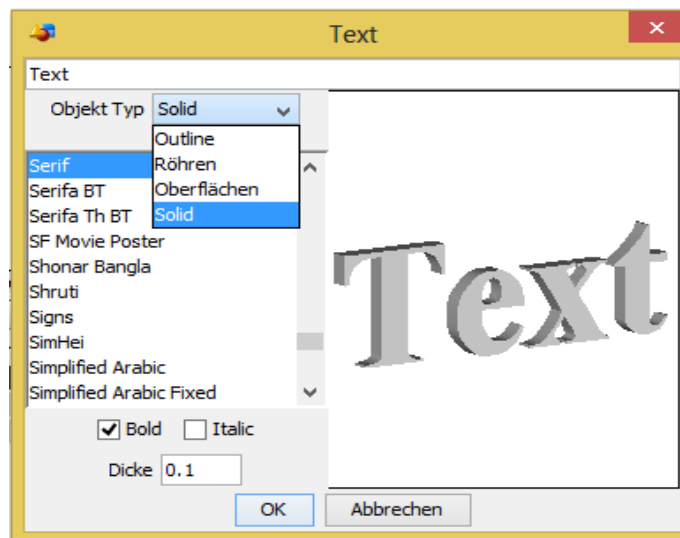 Text
Text
Objekt Typ Solid
Outline
Röhren
Oberflächen
Solid
Serif
Serifa BT
Serifa Th BT
SF Movie Poster
Shonar Bangla
Shruti
Signs
SimHei
Simplified Arabic
Simplified Arabic Fixed
Text
Bold Italic
Dicke 0.1
OK Abbrechen